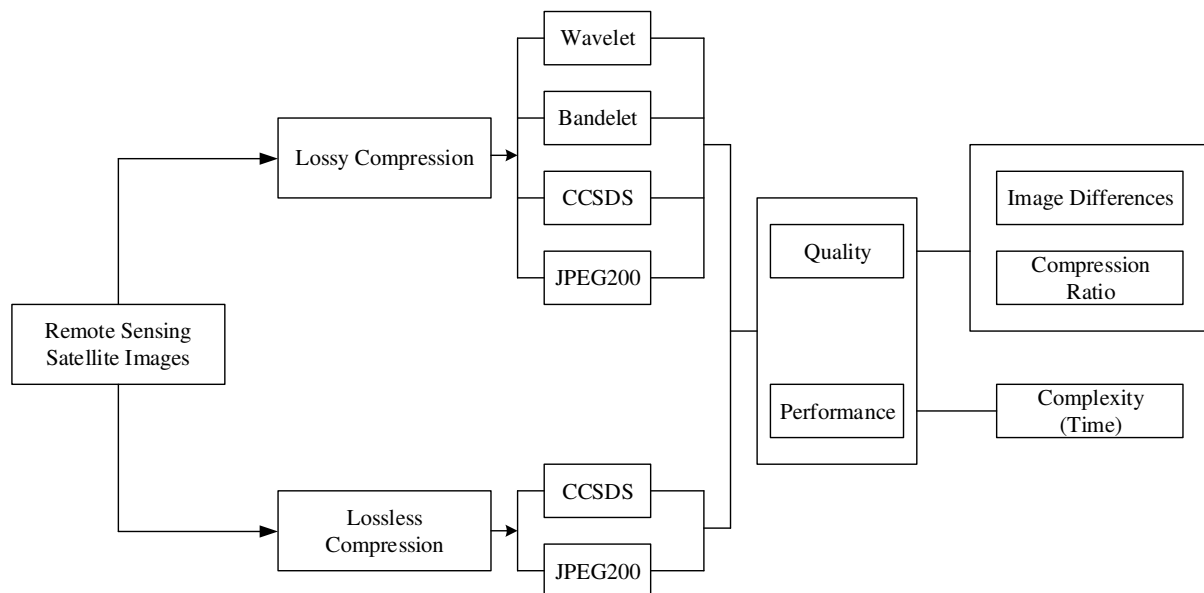 Wavelet
Bandelet
Lossy Compression
CCSDS
JPEG200
Remote Sensing
Satellite Images
Lossless
Compression
CCSDS
JPEG200
Quality
Performance
Image Differences
Compression
Ratio
Complexity
(Time)